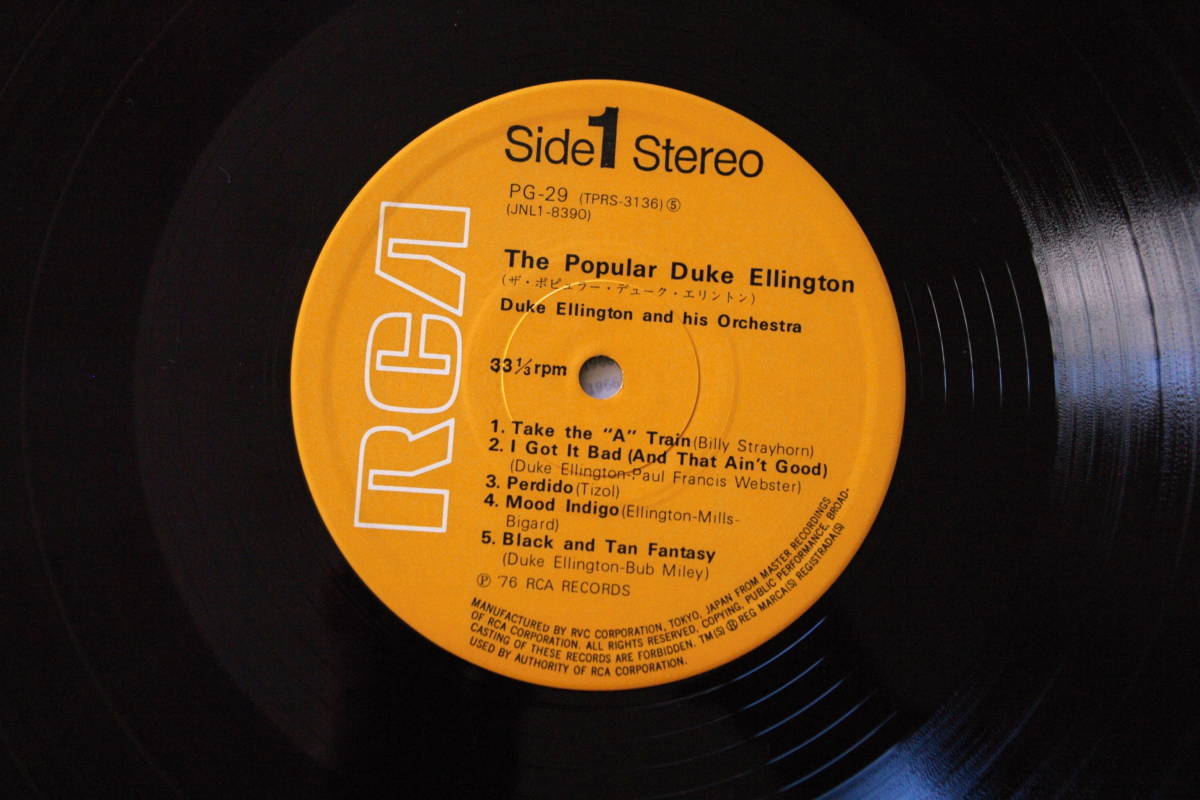 Side 1 Stereo
PG-29 (TPRS-3136)⑤
(JNL1-8390)
RCA
The Popular Duke Ellington
(ザ・ポピュラー・デューク・エリントン)
Duke Ellington and his Orchestra
33 1/3 rpm
1. Take the "A" Train (Billy Strayhorn)
2. I Got It Bad (And That Ain't Good)
(Duke Ellington-Paul Francis Webster)
3. Perdido (Tizol)
4. Mood Indigo (Ellington-Mills-
Bigard)
5. Black and Tan Fantasy
(Duke Ellington-Bub Miley)
℗ '76 RCA RECORDS
MANUFACTURED BY RVC CORPORATION, TOKYO, JAPAN FROM MASTER RECORDINGS
OF RCA CORPORATION. ALL RIGHTS RESERVED, COPYING, PUBLIC PERFORMANCE, BROAD-
CASTING OF THESE RECORDS ARE FORBIDDEN. TM(S) ® REG MARCA(S) REGISTRADA(S)
USED BY AUTHORITY OF RCA CORPORATION.